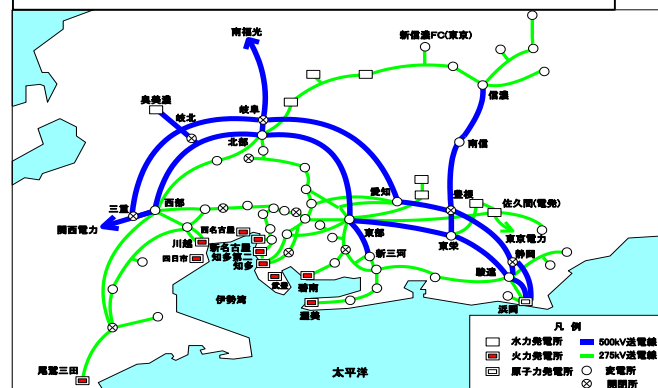 南福光
新信濃FC(東京)
奥美濃
岐北
岐阜
信濃
北部
南信
三重
西部
愛知
豊根
佐久間(電発)
関西電力
西名古屋
川越
新名古屋
東部
東京電力
四日市
知多第二
知多
東栄
静岡
新三河
武豊
碧南
駿遠
伊勢湾
渥美
浜岡
尾鷲三田
太平洋
凡 例
水力発電所
500kV送電線
火力発電所
275kV送電線
原子力発電所
変電所
開閉所